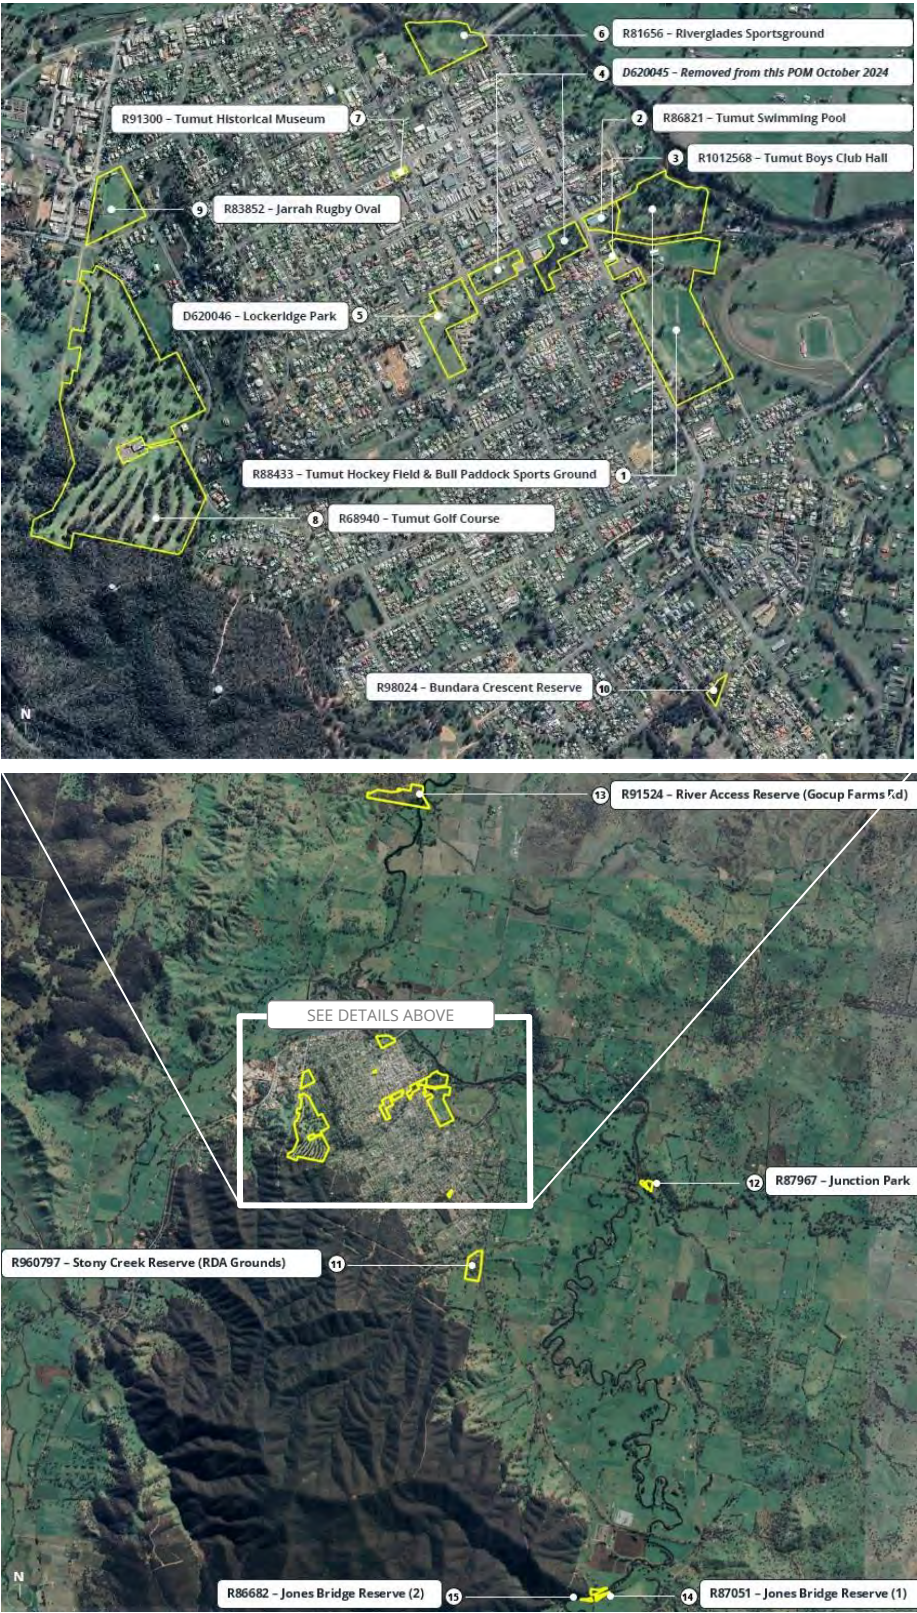 6 R81656 – Riverglades Sportsground
4 D620045 – Removed from this POM October 2024
R91300 – Tumut Historical Museum 7
2 R86821 – Tumut Swimming Pool
3 R1012568 – Tumut Boys Club Hall
9 R83852 – Jarrah Rugby Oval
D620046 – Lockeridge Park 5
R88433 – Tumut Hockey Field & Bull Paddock Sports Ground 1
8 R68940 – Tumut Golf Course
R98024 – Bundara Crescent Reserve 10
N
13 R91524 – River Access Reserve (Gocup Farms Rd)
SEE DETAILS ABOVE
12 R87967 – Junction Park
R960797 – Stony Creek Reserve (RDA Grounds) 11
N
R86682 – Jones Bridge Reserve (2) 15
14 R87051 – Jones Bridge Reserve (1)